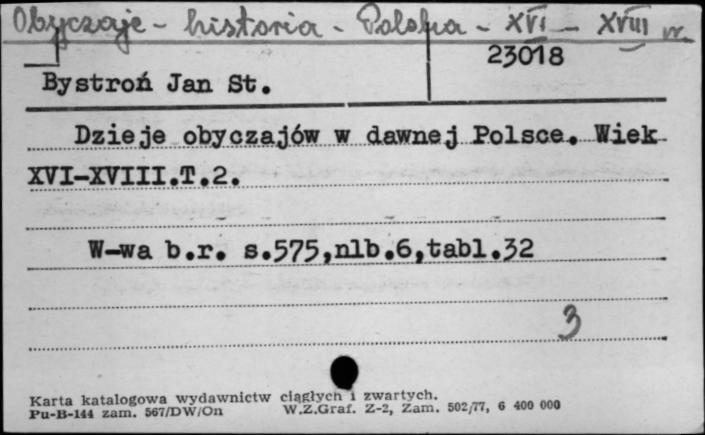 Obyczaje - historia - Polska - XVI - XVIII w.
23018
Bystroń Jan St.
Dzieje obyczajów w dawnej Polsce. Wiek
XVI-XVIII.T.2.
W-wa b.r. s.575,nlb.6,tabl.32
3
Karta katalogowa wydawnictw ciągłych i zwartych.
Pu-B-144 zam. 567/DW/On W.Z.Graf. Z-2, Zam. 502/77, 6 400 000